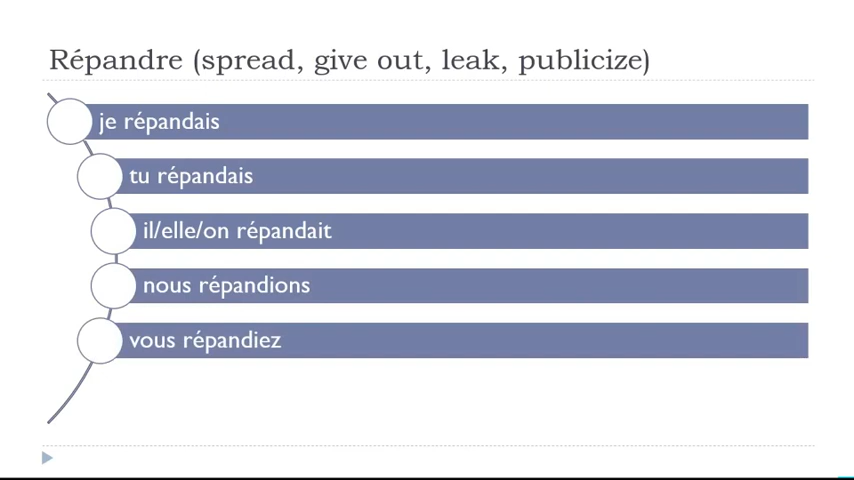 Répandre (spread, give out, leak, publicize)
je répandais
tu répandais
il/elle/on répandait
nous répandions
vous répandiez